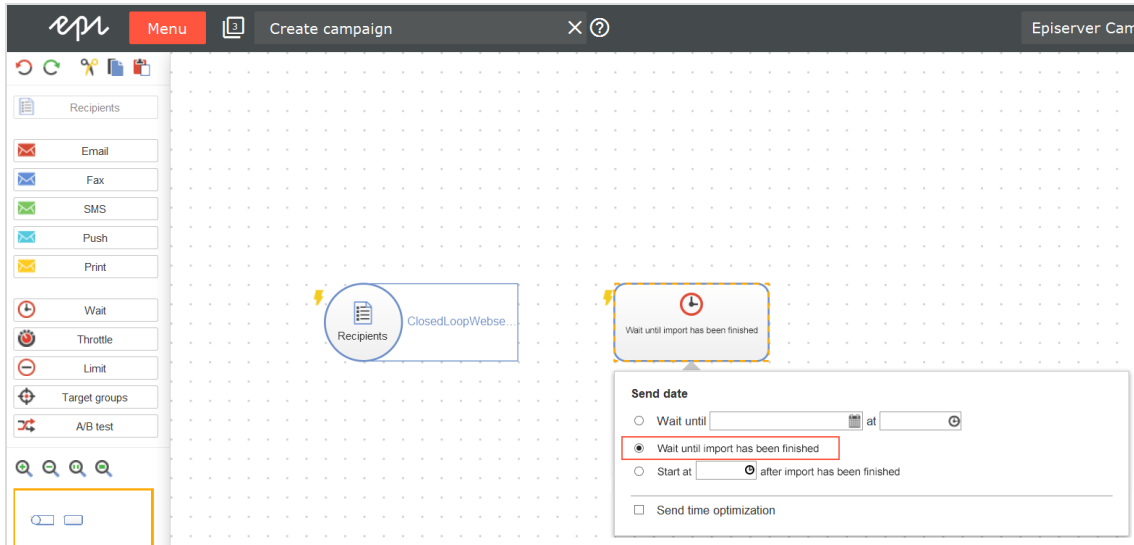 epi Menu 3 Create campaign Episerver Cam
Recipients
Email
Fax
SMS
Push
Print
Wait
Throttle
Limit
Target groups
A/B test
Recipients
ClosedLoopWebse...
Wait until import has been finished
Send date
Wait until at
Wait until import has been finished
Start at after import has been finished
Send time optimization